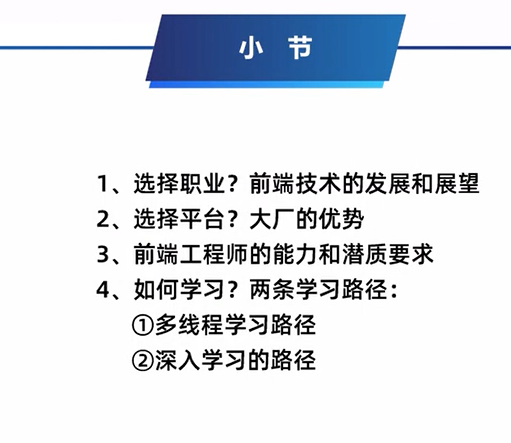 小 节
1、选择职业？前端技术的发展和展望
2、选择平台？大厂的优势
3、前端工程师的能力和潜质要求
4、如何学习？两条学习路径：
①多线程学习路径
②深入学习的路径